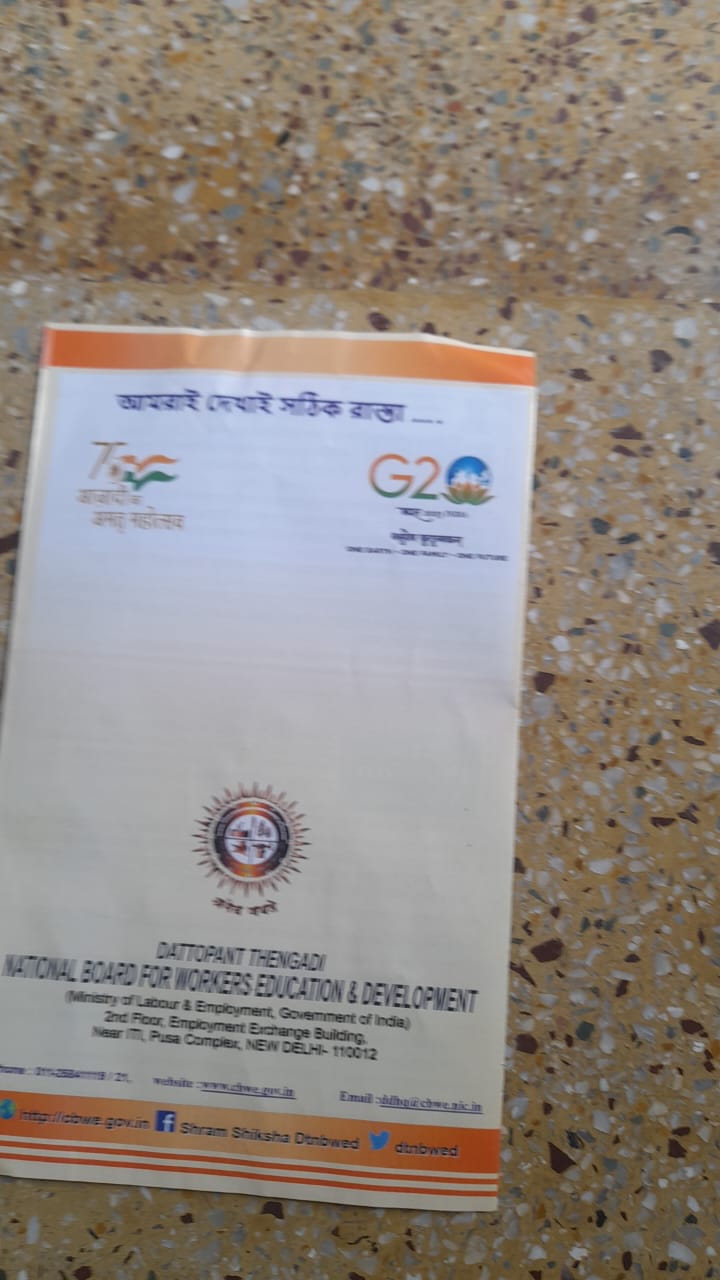 আমরাই দেখাই সঠিক রাস্তা ....
75
आज़ादी का
अमृत महोत्सव
G20
वसुधैव कुटुम्बकम्
ONE EARTH • ONE FAMILY • ONE FUTURE
DATTOPANT THENGADI
NATIONAL BOARD FOR WORKERS EDUCATION & DEVELOPMENT
(Ministry of Labour & Employment, Government of India)
2nd Floor, Employment Exchange Building,
Near ITI, Pusa Complex, NEW DELHI- 110012
website : www.cbwe.gov.in Email :
http://cbwe.gov.in Shram Shiksha Dtnbwed dtnbwed